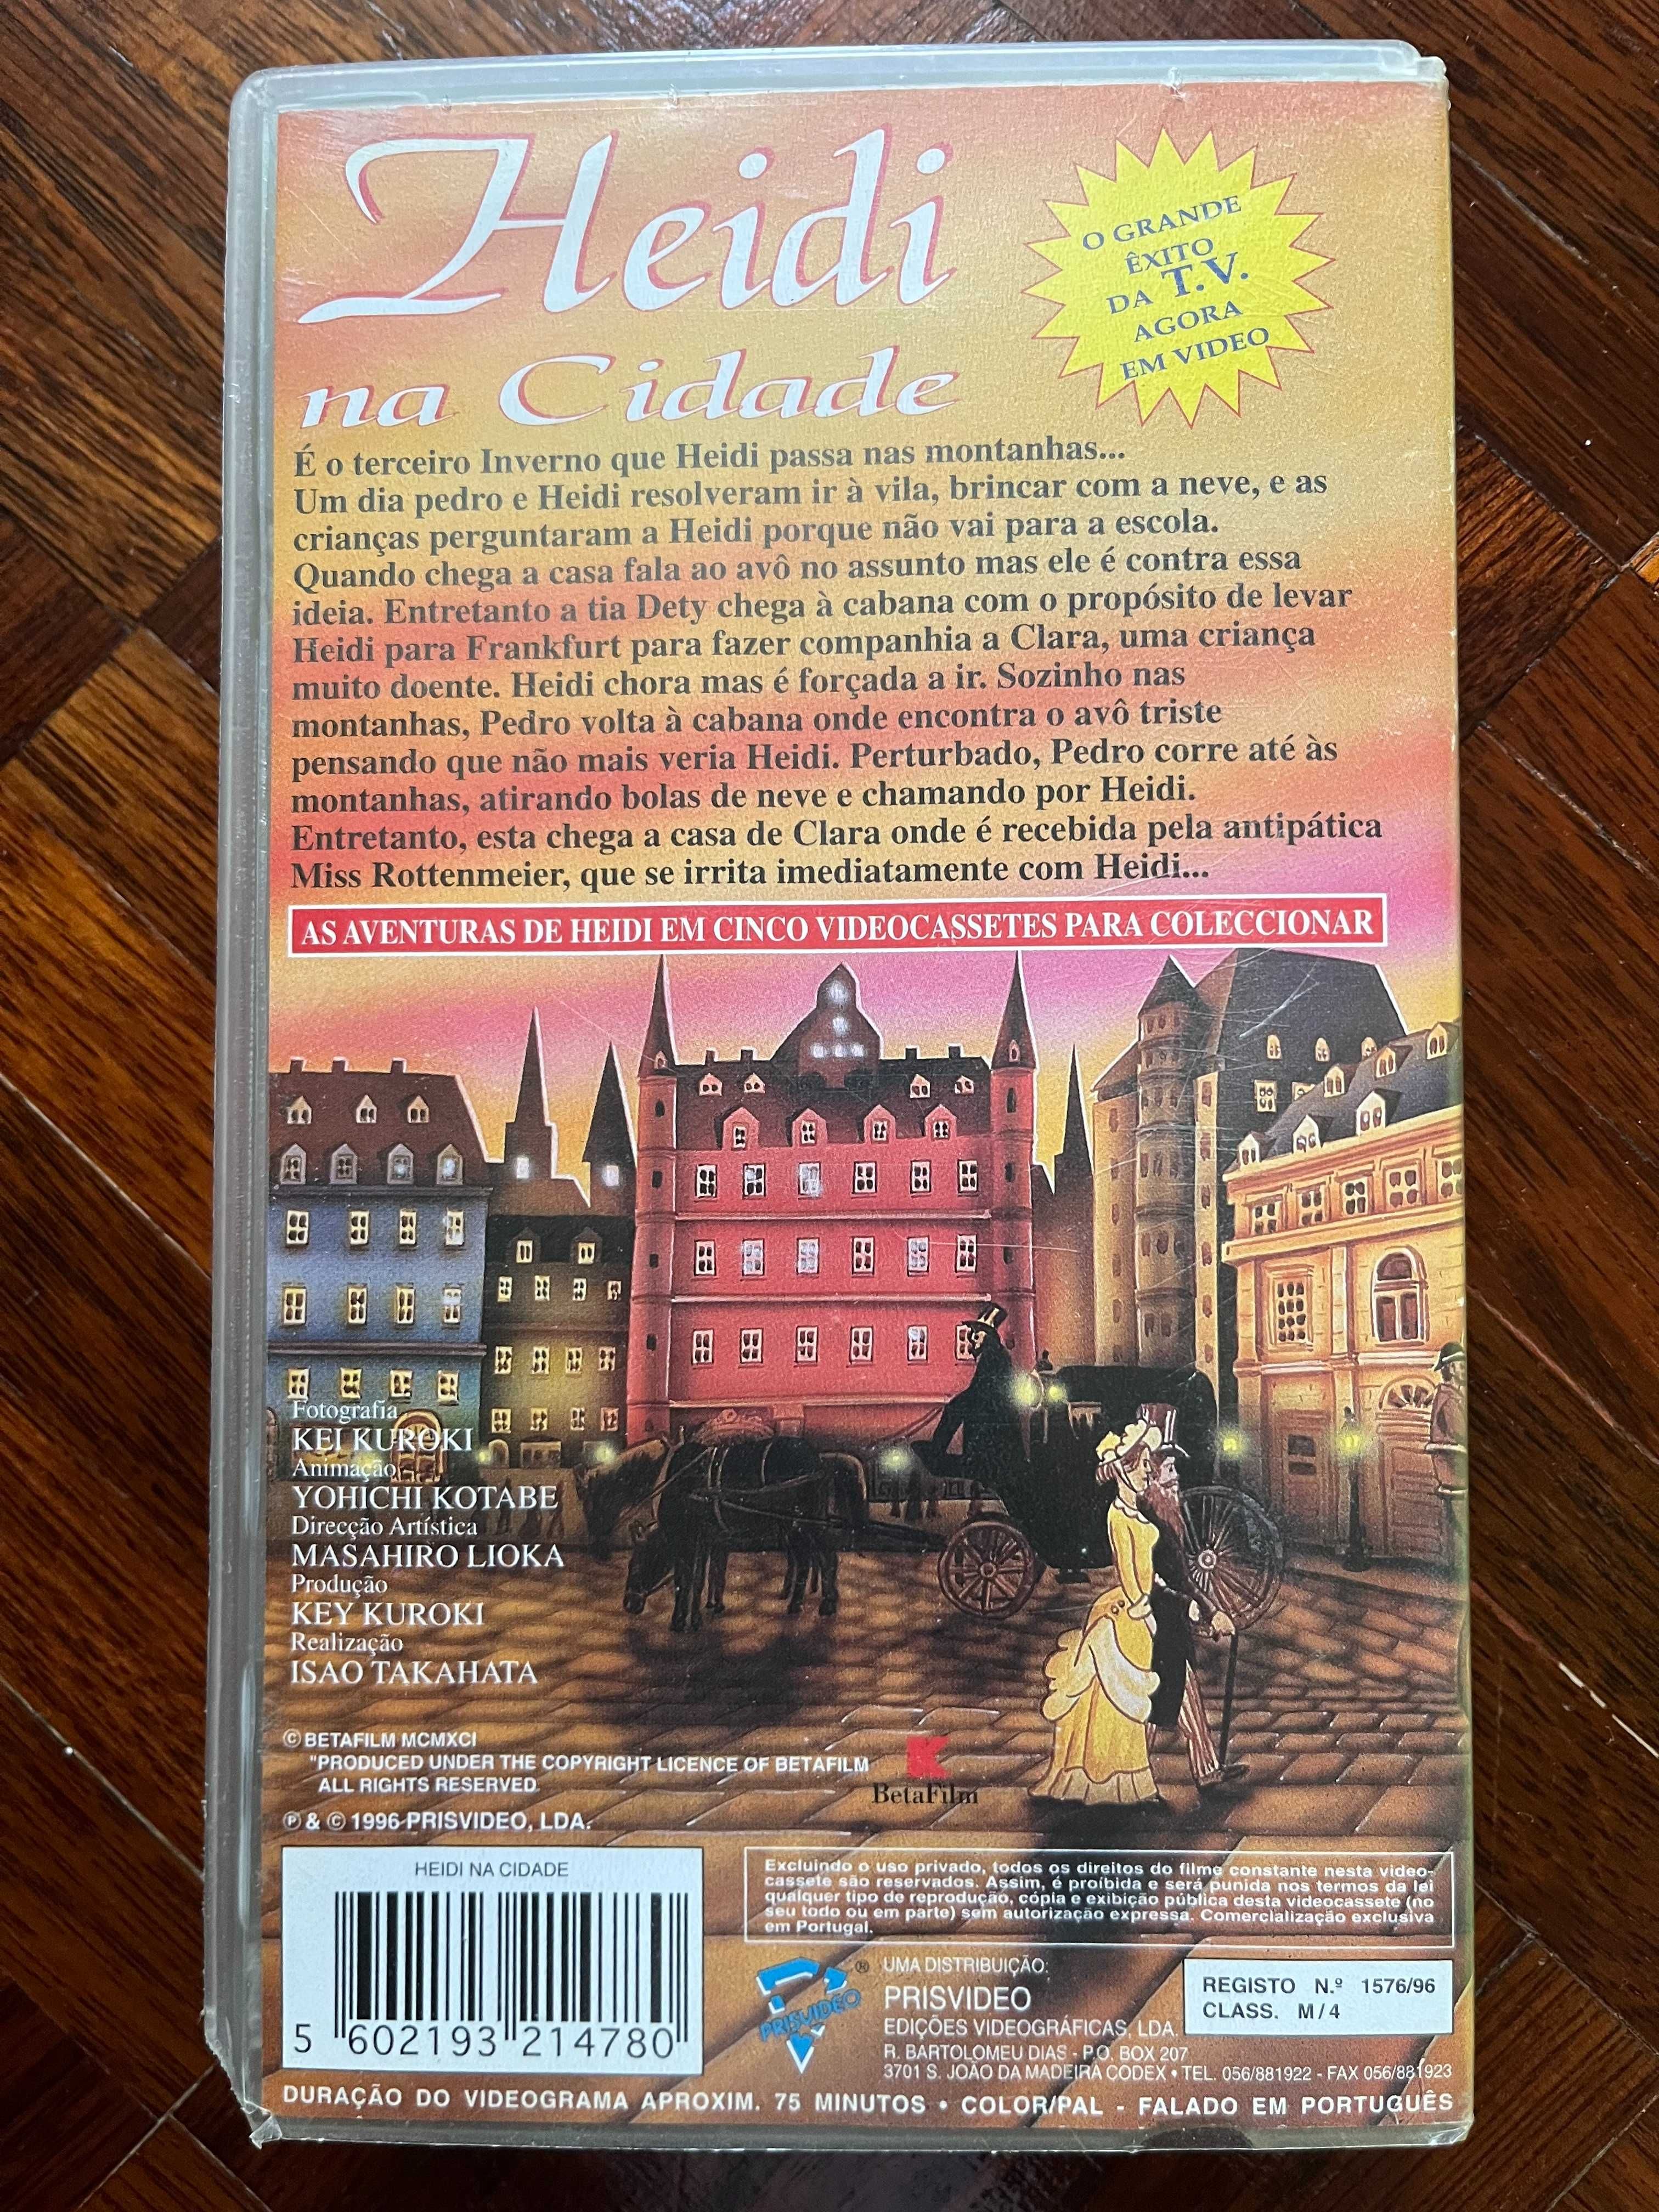 Heidi
na Cidade
O GRANDE
ÊXITO
DA T.V.
AGORA
EM VIDEO
É o terceiro Inverno que Heidi passa nas montanhas...
Um dia pedro e Heidi resolveram ir à vila, brincar com a neve, e as
crianças perguntaram a Heidi porque não vai para a escola.
Quando chega a casa fala ao avô no assunto mas ele é contra essa
ideia. Entretanto a tia Dety chega à cabana com o propósito de levar
Heidi para Frankfurt para fazer companhia a Clara, uma criança
muito doente. Heidi chora mas é forçada a ir. Sozinho nas
montanhas, Pedro volta à cabana onde encontra o avô triste
pensando que não mais veria Heidi. Perturbado, Pedro corre até às
montanhas, atirando bolas de neve e chamando por Heidi.
Entretanto, esta chega a casa de Clara onde é recebida pela antipática
Miss Rottenmeier, que se irrita imediatamente com Heidi...
AS AVENTURAS DE HEIDI EM CINCO VIDEOCASSETES PARA COLECCIONAR
Fotografia
KEI KUROKI
Animação
YOHICHI KOTABE
Direcção Artística
MASAHIRO LIOKA
Produção
KEY KUROKI
Realização
ISAO TAKAHATA
© BETAFILM MCMXCI
"PRODUCED UNDER THE COPYRIGHT LICENCE OF BETAFILM
ALL RIGHTS RESERVED
BetaFilm
℗ & © 1996 PRISVIDEO, LDA.
HEIDI NA CIDADE
5 602193 214780
Excluindo o uso privado, todos os direitos do filme constante nesta video-
cassete são reservados. Assim, é proíbida e será punida nos termos da lei
qualquer tipo de reprodução, cópia e exibição pública desta videocassete (no
seu todo ou em parte) sem autorização expressa. Comercialização exclusiva
em Portugal.
PRISVIDEO ®
UMA DISTRIBUIÇÃO:
PRISVIDEO
EDIÇÕES VIDEOGRÁFICAS, LDA.
R. BARTOLOMEU DIAS - P.O. BOX 207
3701 S. JOÃO DA MADEIRA CODEX • TEL. 056/881922 - FAX 056/881923
REGISTO N.º 1576/96
CLASS. M/4
DURAÇÃO DO VIDEOGRAMA APROXIM. 75 MINUTOS • COLOR/PAL - FALADO EM PORTUGUÊS